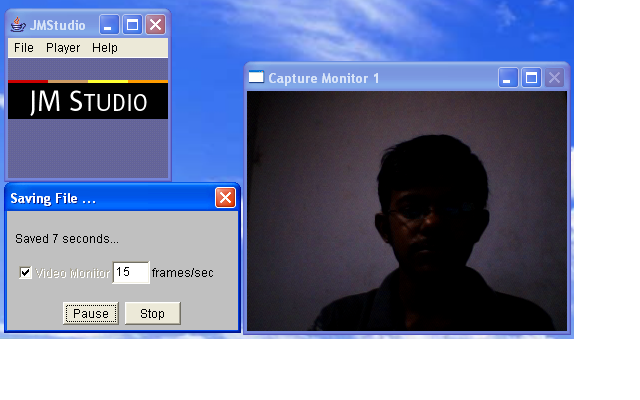 JMStudio
File Player Help
JM STUDIO
Saving File ...
Saved 7 seconds...
Video Monitor 15 frames/sec
Pause Stop
Capture Monitor 1